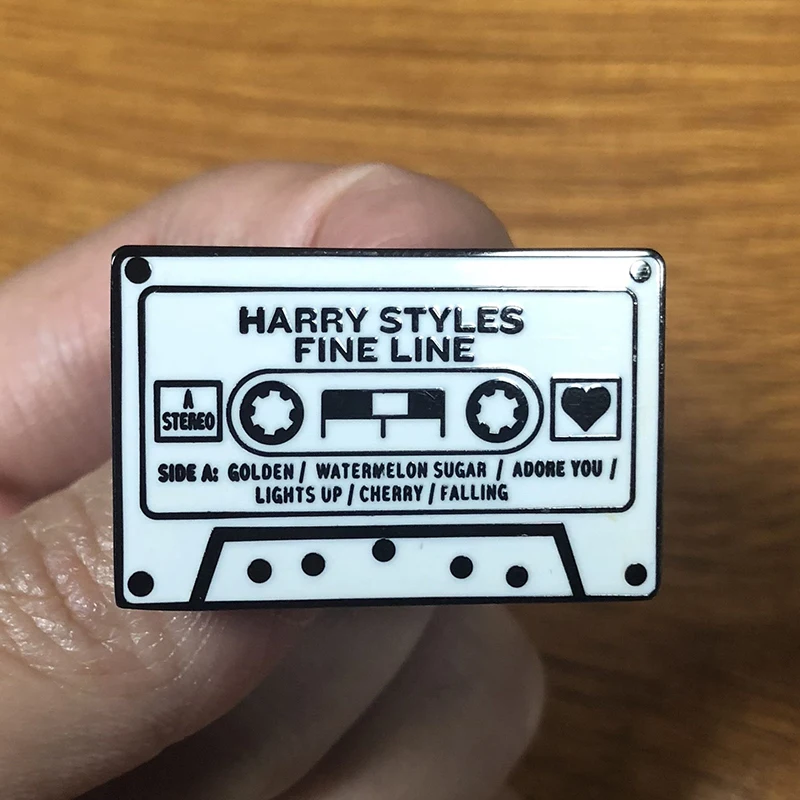 HARRY STYLES
FINE LINE
A
STEREO
SIDE A: GOLDEN / WATERMELON SUGAR / ADORE YOU /
LIGHTS UP / CHERRY / FALLING